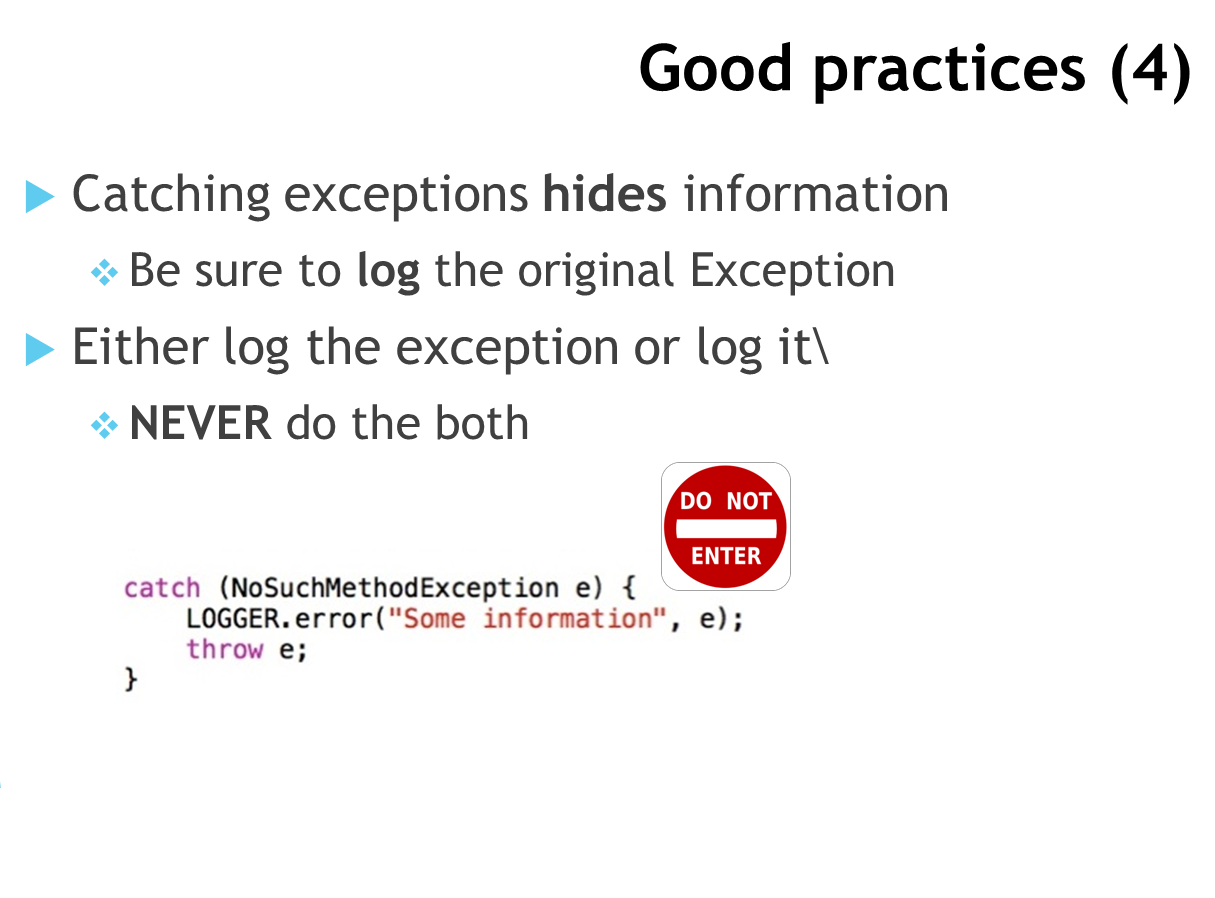 Good practices (4)
Catching exceptions hides information
Be sure to log the original Exception
Either log the exception or log it\
NEVER do the both
DO NOT
ENTER
catch (NoSuchMethodException e) {
    LOGGER.error("Some information", e);
    throw e;
}